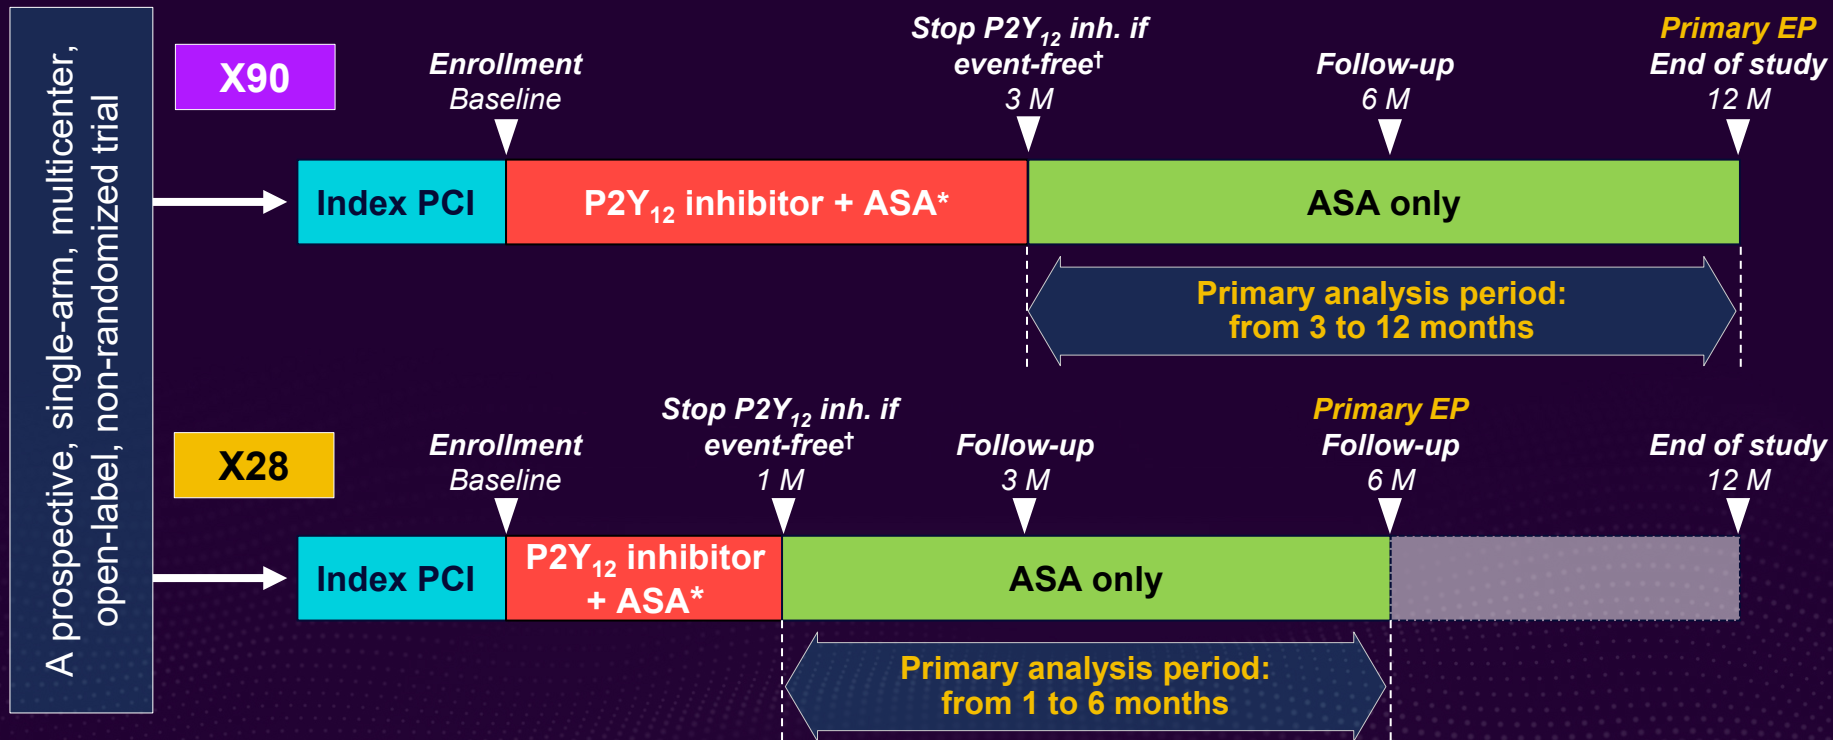 A prospective, single-arm, multicenter,
open-label, non-randomized trial
X90
Enrollment
Baseline
Stop P2Y₁₂ inh. if
event-free†
3 M
Follow-up
6 M
Primary EP
End of study
12 M
Index PCI
P2Y₁₂ inhibitor + ASA*
ASA only
Primary analysis period:
from 3 to 12 months
X28
Enrollment
Baseline
Stop P2Y₁₂ inh. if
event-free†
1 M
Follow-up
3 M
Primary EP
Follow-up
6 M
End of study
12 M
Index PCI
P2Y₁₂ inhibitor
+ ASA*
ASA only
Primary analysis period:
from 1 to 6 months